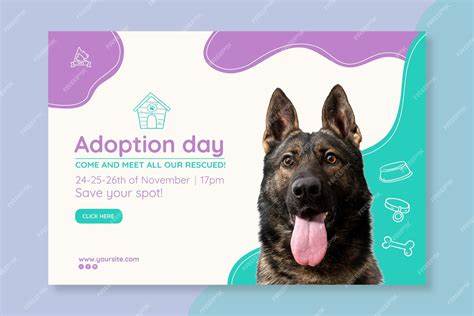 Adoption day
COME AND MEET ALL OUR RESCUED!
24-25-26th of November | 17pm
Save your spot!
CLICK HERE
www.yoursite.com